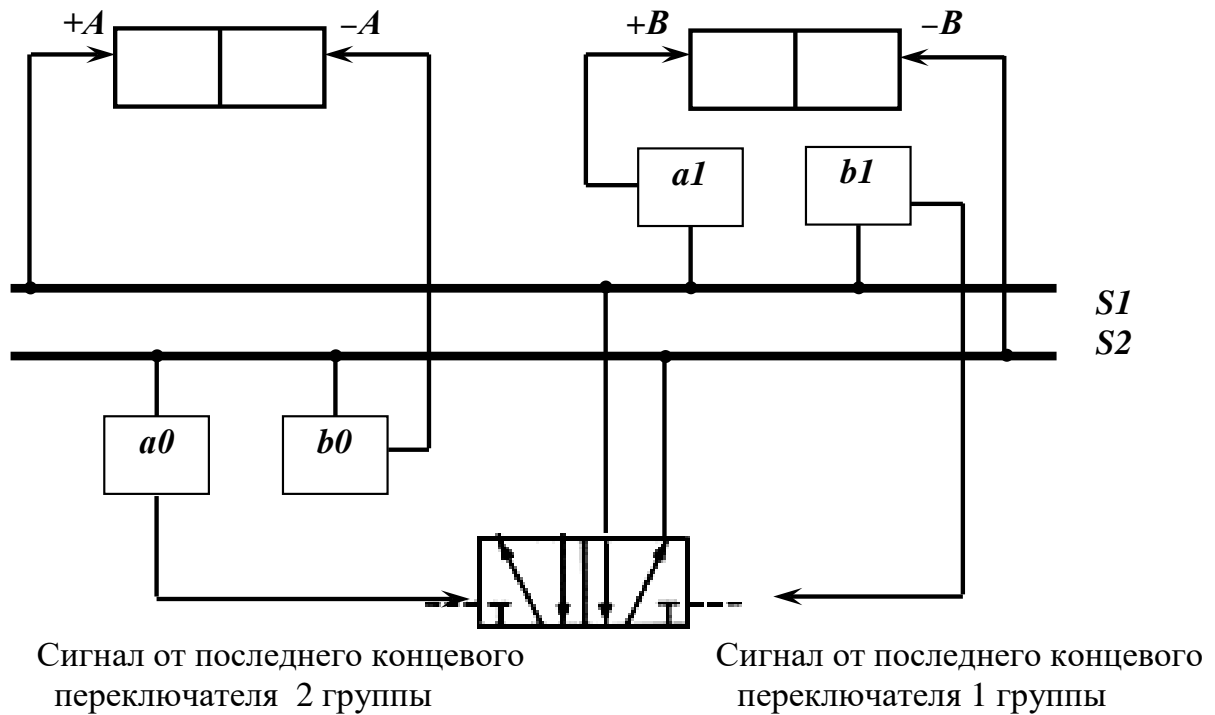 +A
–A
+B
–B
a1
b1
S1
S2
a0
b0
Сигнал от последнего концевого
переключателя 2 группы
Сигнал от последнего концевого
переключателя 1 группы